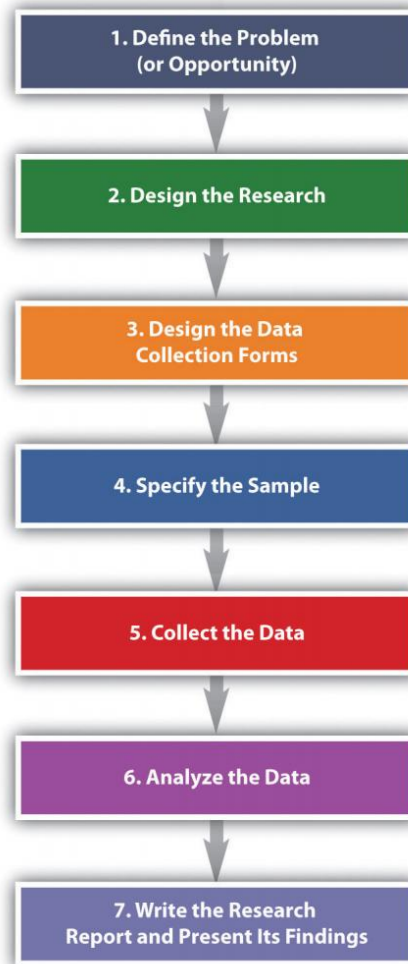 1. Define the Problem
(or Opportunity)
2. Design the Research
3. Design the Data
Collection Forms
4. Specify the Sample
5. Collect the Data
6. Analyze the Data
7. Write the Research
Report and Present Its Findings